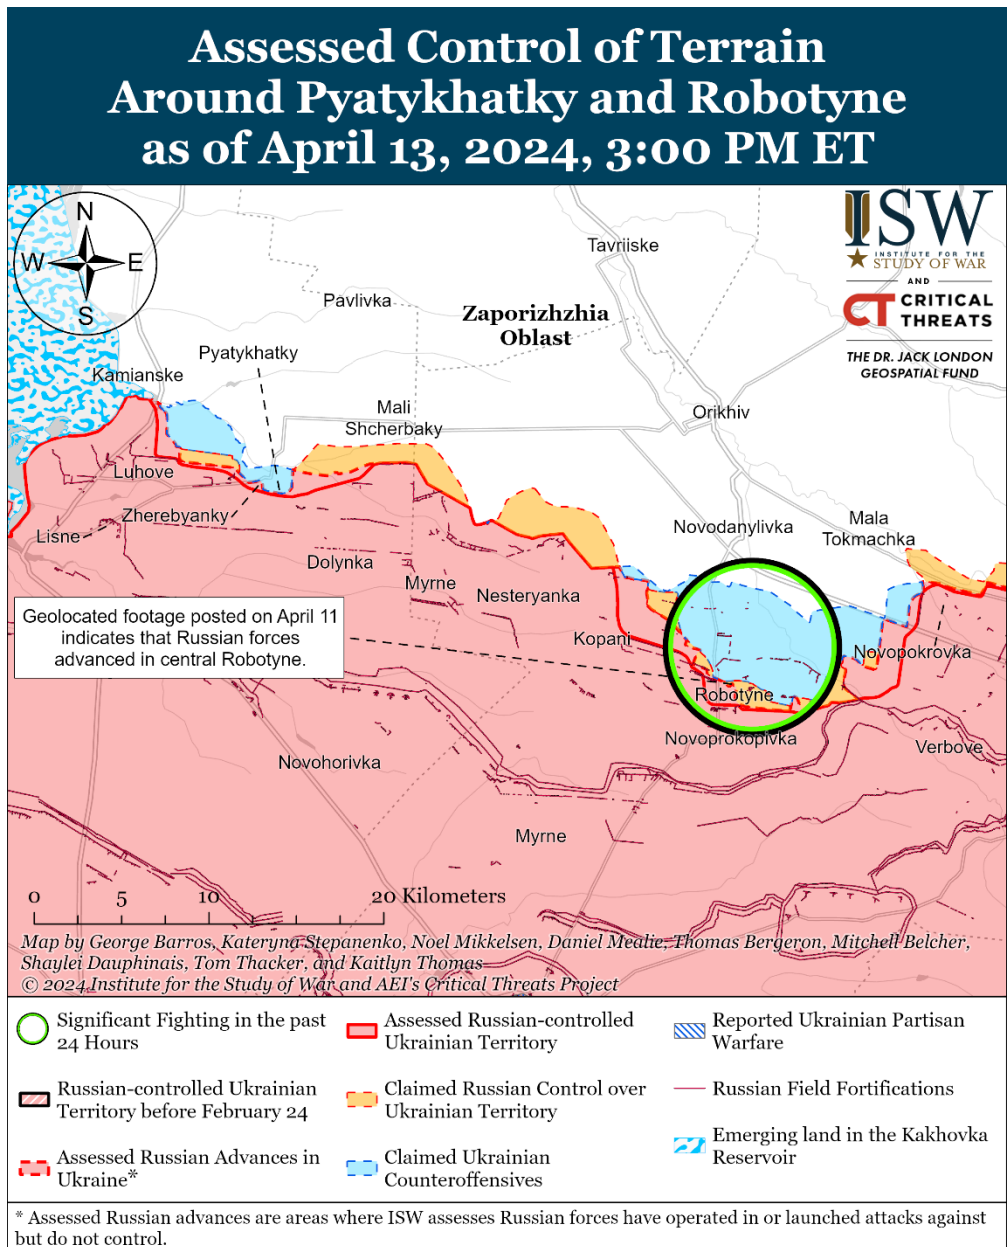 Assessed Control of Terrain
Around Pyatykhatky and Robotyne
as of April 13, 2024, 3:00 PM ET
N
W
E
S
ISW
INSTITUTE FOR THE
STUDY OF WAR
AND
CT CRITICAL
THREATS
THE DR. JACK LONDON
GEOSPATIAL FUND
Tavriiske
Pavlivka
Zaporizhzhia
Oblast
Pyatykhatky
Kamianske
Mali
Shcherbaky
Orikhiv
Luhove
Zherebyanky
Lisne
Novodanylivka
Mala
Tokmachka
Dolynka
Myrne
Nesteryanka
Geolocated footage posted on April 11
indicates that Russian forces
advanced in central Robotyne.
Kopani
Novopokrovka
Robotyne
Novoprokopivka
Verbove
Novohorivka
Myrne
0 5 10 20 Kilometers
Map by George Barros, Kateryna Stepanenko, Noel Mikkelsen, Daniel Mealie, Thomas Bergeron, Mitchell Belcher,
Shaylei Dauphinais, Tom Thacker, and Kaitlyn Thomas
© 2024 Institute for the Study of War and AEI's Critical Threats Project
Significant Fighting in the past
24 Hours
Russian-controlled Ukrainian
Territory before February 24
Assessed Russian Advances in
Ukraine*
Assessed Russian-controlled
Ukrainian Territory
Claimed Russian Control over
Ukrainian Territory
Claimed Ukrainian
Counteroffensives
Reported Ukrainian Partisan
Warfare
Russian Field Fortifications
Emerging land in the Kakhovka
Reservoir
* Assessed Russian advances are areas where ISW assesses Russian forces have operated in or launched attacks against
but do not control.